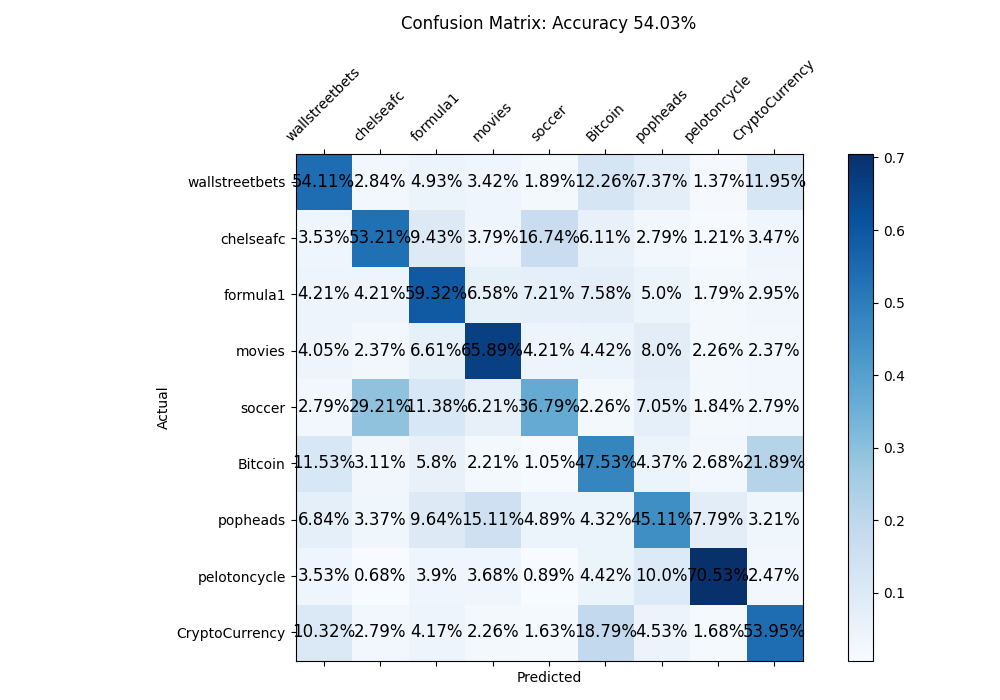 Confusion Matrix: Accuracy 54.03%
wallstreetbets chelseafc formula1 movies soccer Bitcoin popheads pelotoncycle CryptoCurrency
wallstreetbets 54.11% 2.84% 4.93% 3.42% 1.89% 12.26% 7.37% 1.37% 11.95%
chelseafc 3.53% 53.21% 9.43% 3.79% 16.74% 6.11% 2.79% 1.21% 3.47%
formula1 4.21% 4.21% 59.32% 6.58% 7.21% 7.58% 5.0% 1.79% 2.95%
movies 4.05% 2.37% 6.61% 65.89% 4.21% 4.42% 8.0% 2.26% 2.37%
soccer 2.79% 29.21% 11.38% 6.21% 36.79% 2.26% 7.05% 1.84% 2.79%
Bitcoin 11.53% 3.11% 5.8% 2.21% 1.05% 47.53% 4.37% 2.68% 21.89%
popheads 6.84% 3.37% 9.64% 15.11% 4.89% 4.32% 45.11% 7.79% 3.21%
pelotoncycle 3.53% 0.68% 3.9% 3.68% 0.89% 4.42% 10.0% 70.53% 2.47%
CryptoCurrency 10.32% 2.79% 4.17% 2.26% 1.63% 18.79% 4.53% 1.68% 53.95%
Actual
Predicted
0.7
0.6
0.5
0.4
0.3
0.2
0.1